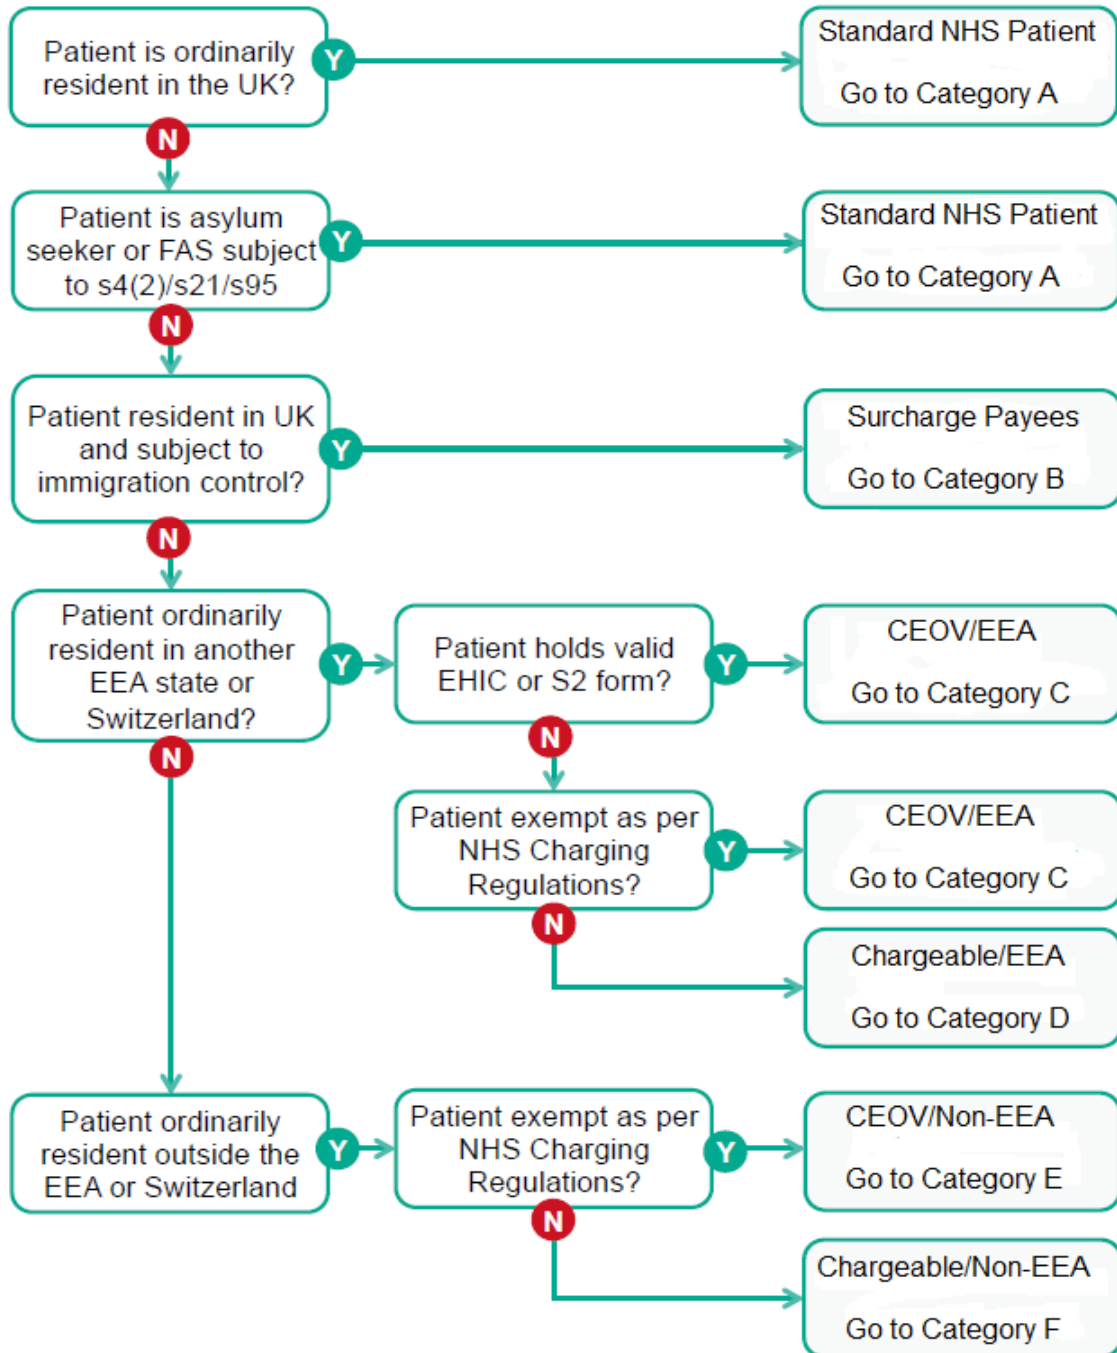 Patient is ordinarily
resident in the UK?
Y
Standard NHS Patient
Go to Category A
N
Patient is asylum
seeker or FAS subject
to s4(2)/s21/s95
Y
Standard NHS Patient
Go to Category A
N
Patient resident in UK
and subject to
immigration control?
Y
Surcharge Payees
Go to Category B
N
Patient ordinarily
resident in another
EEA state or
Switzerland?
Y
Patient holds valid
EHIC or S2 form?
Y
CEOV/EEA
Go to Category C
N
N
Patient exempt as per
NHS Charging
Regulations?
Y
CEOV/EEA
Go to Category C
N
Chargeable/EEA
Go to Category D
Patient ordinarily
resident outside the
EEA or Switzerland
Y
Patient exempt as per
NHS Charging
Regulations?
Y
CEOV/Non-EEA
Go to Category E
N
Chargeable/Non-EEA
Go to Category F